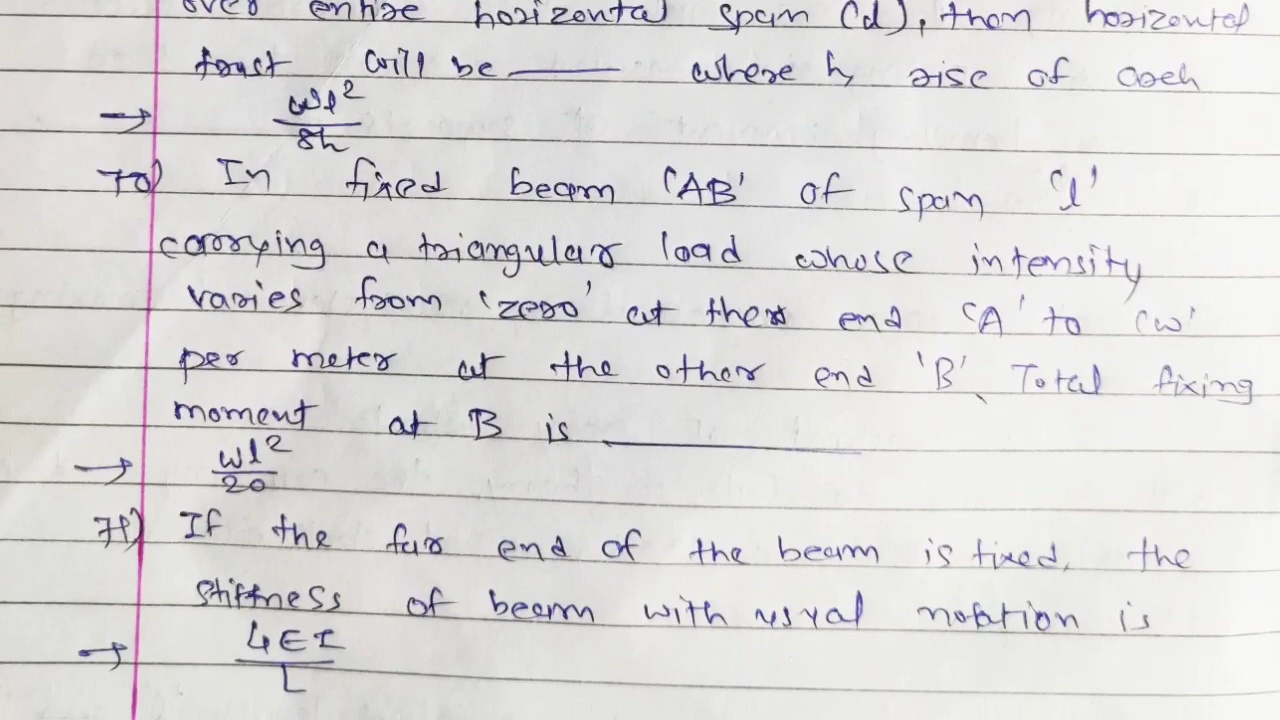 over entire horizontal span (d), then horizontal
trust will be ____ where h, rise of arch
→ wl²/8h
70) In fixed beam 'AB' of span 'l'
carrying a triangular load whose intensity
varies from 'zero' at the end 'A' to 'w'
per meter at the other end 'B'. Total fixing
moment at B is ____
→ wl²/20
71) If the far end of the beam is fixed, the
stiffness of beam with usual notation is
→ 4EI/L